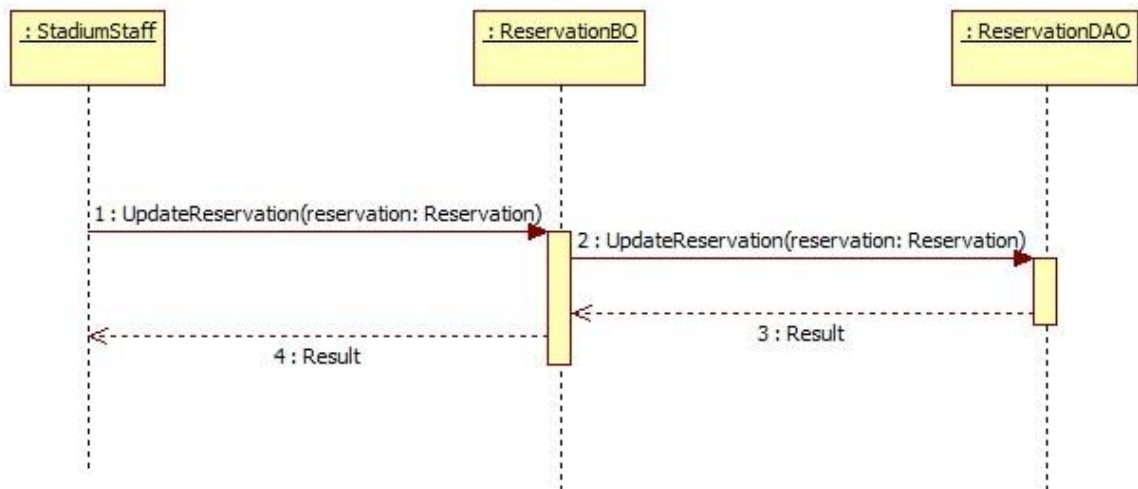 : StadiumStaff
: ReservationBO
: ReservationDAO
1 : UpdateReservation(reservation: Reservation)
2 : UpdateReservation(reservation: Reservation)
3 : Result
4 : Result